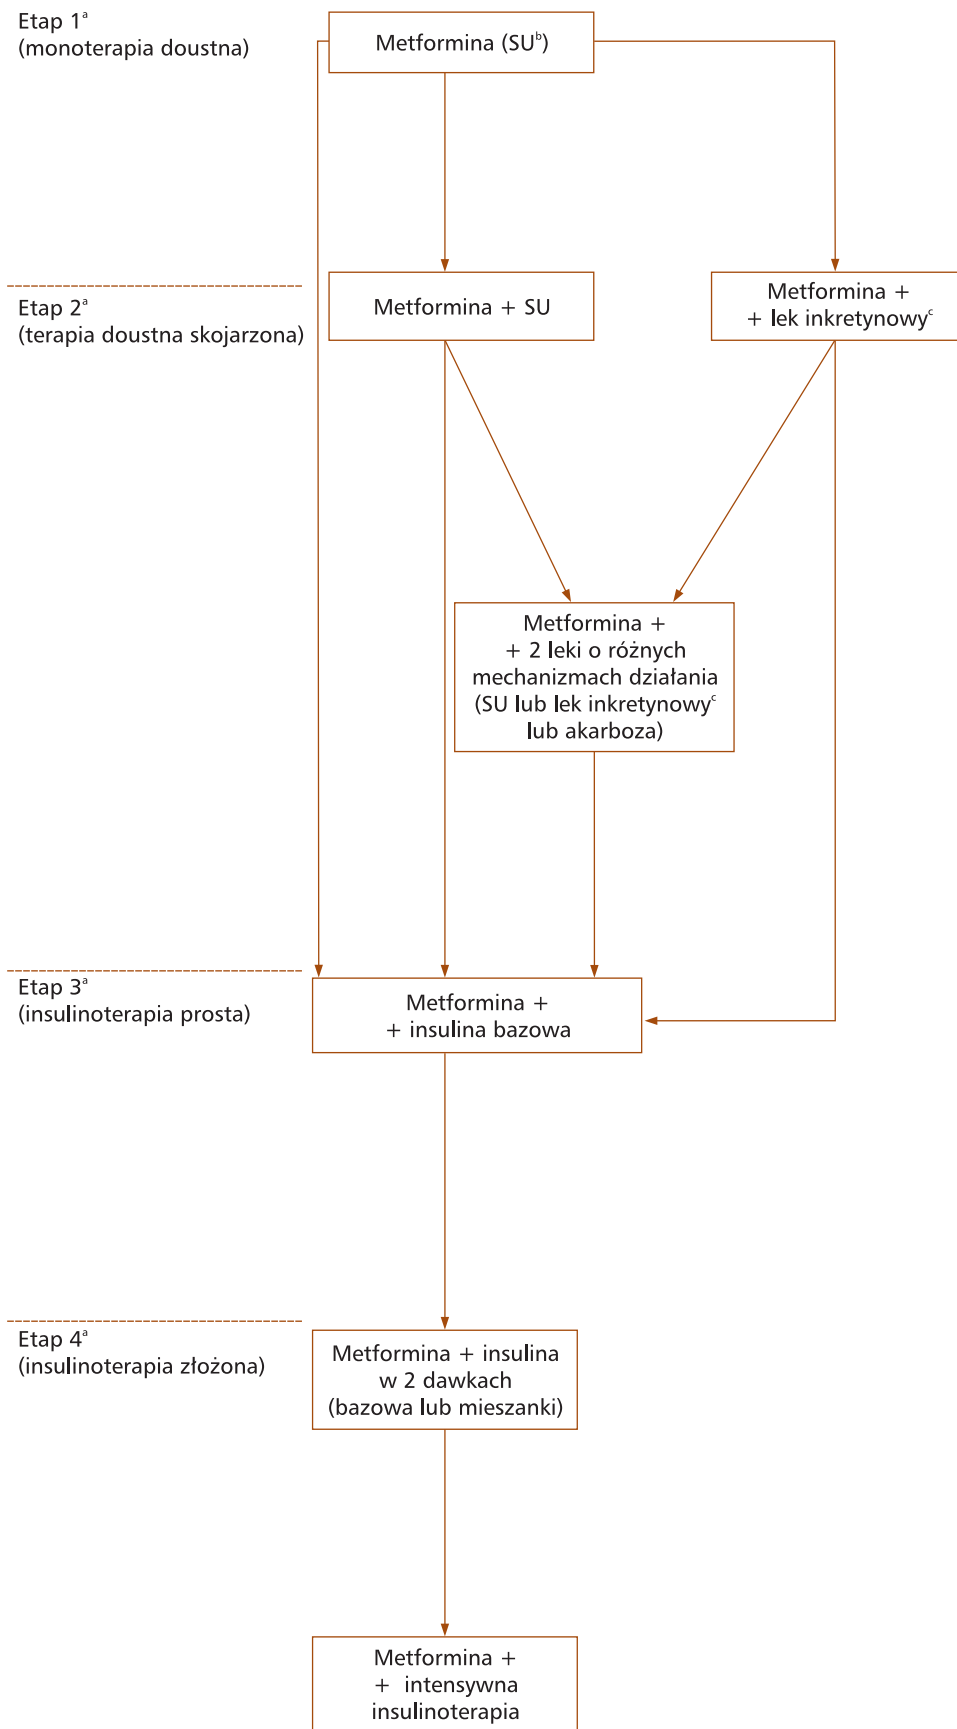 Etap 1ᵃ
(monoterapia doustna)
Metformina (SUᵇ)
Etap 2ᵃ
(terapia doustna skojarzona)
Metformina + SU
Metformina +
+ lek inkretynowyᶜ
Metformina +
+ 2 leki o różnych
mechanizmach działania
(SU lub lek inkretynowyᶜ
lub akarboza)
Etap 3ᵃ
(insulinoterapia prosta)
Metformina +
+ insulina bazowa
Etap 4ᵃ
(insulinoterapia złożona)
Metformina + insulina
w 2 dawkach
(bazowa lub mieszanki)
Metformina +
+ intensywna
insulinoterapia